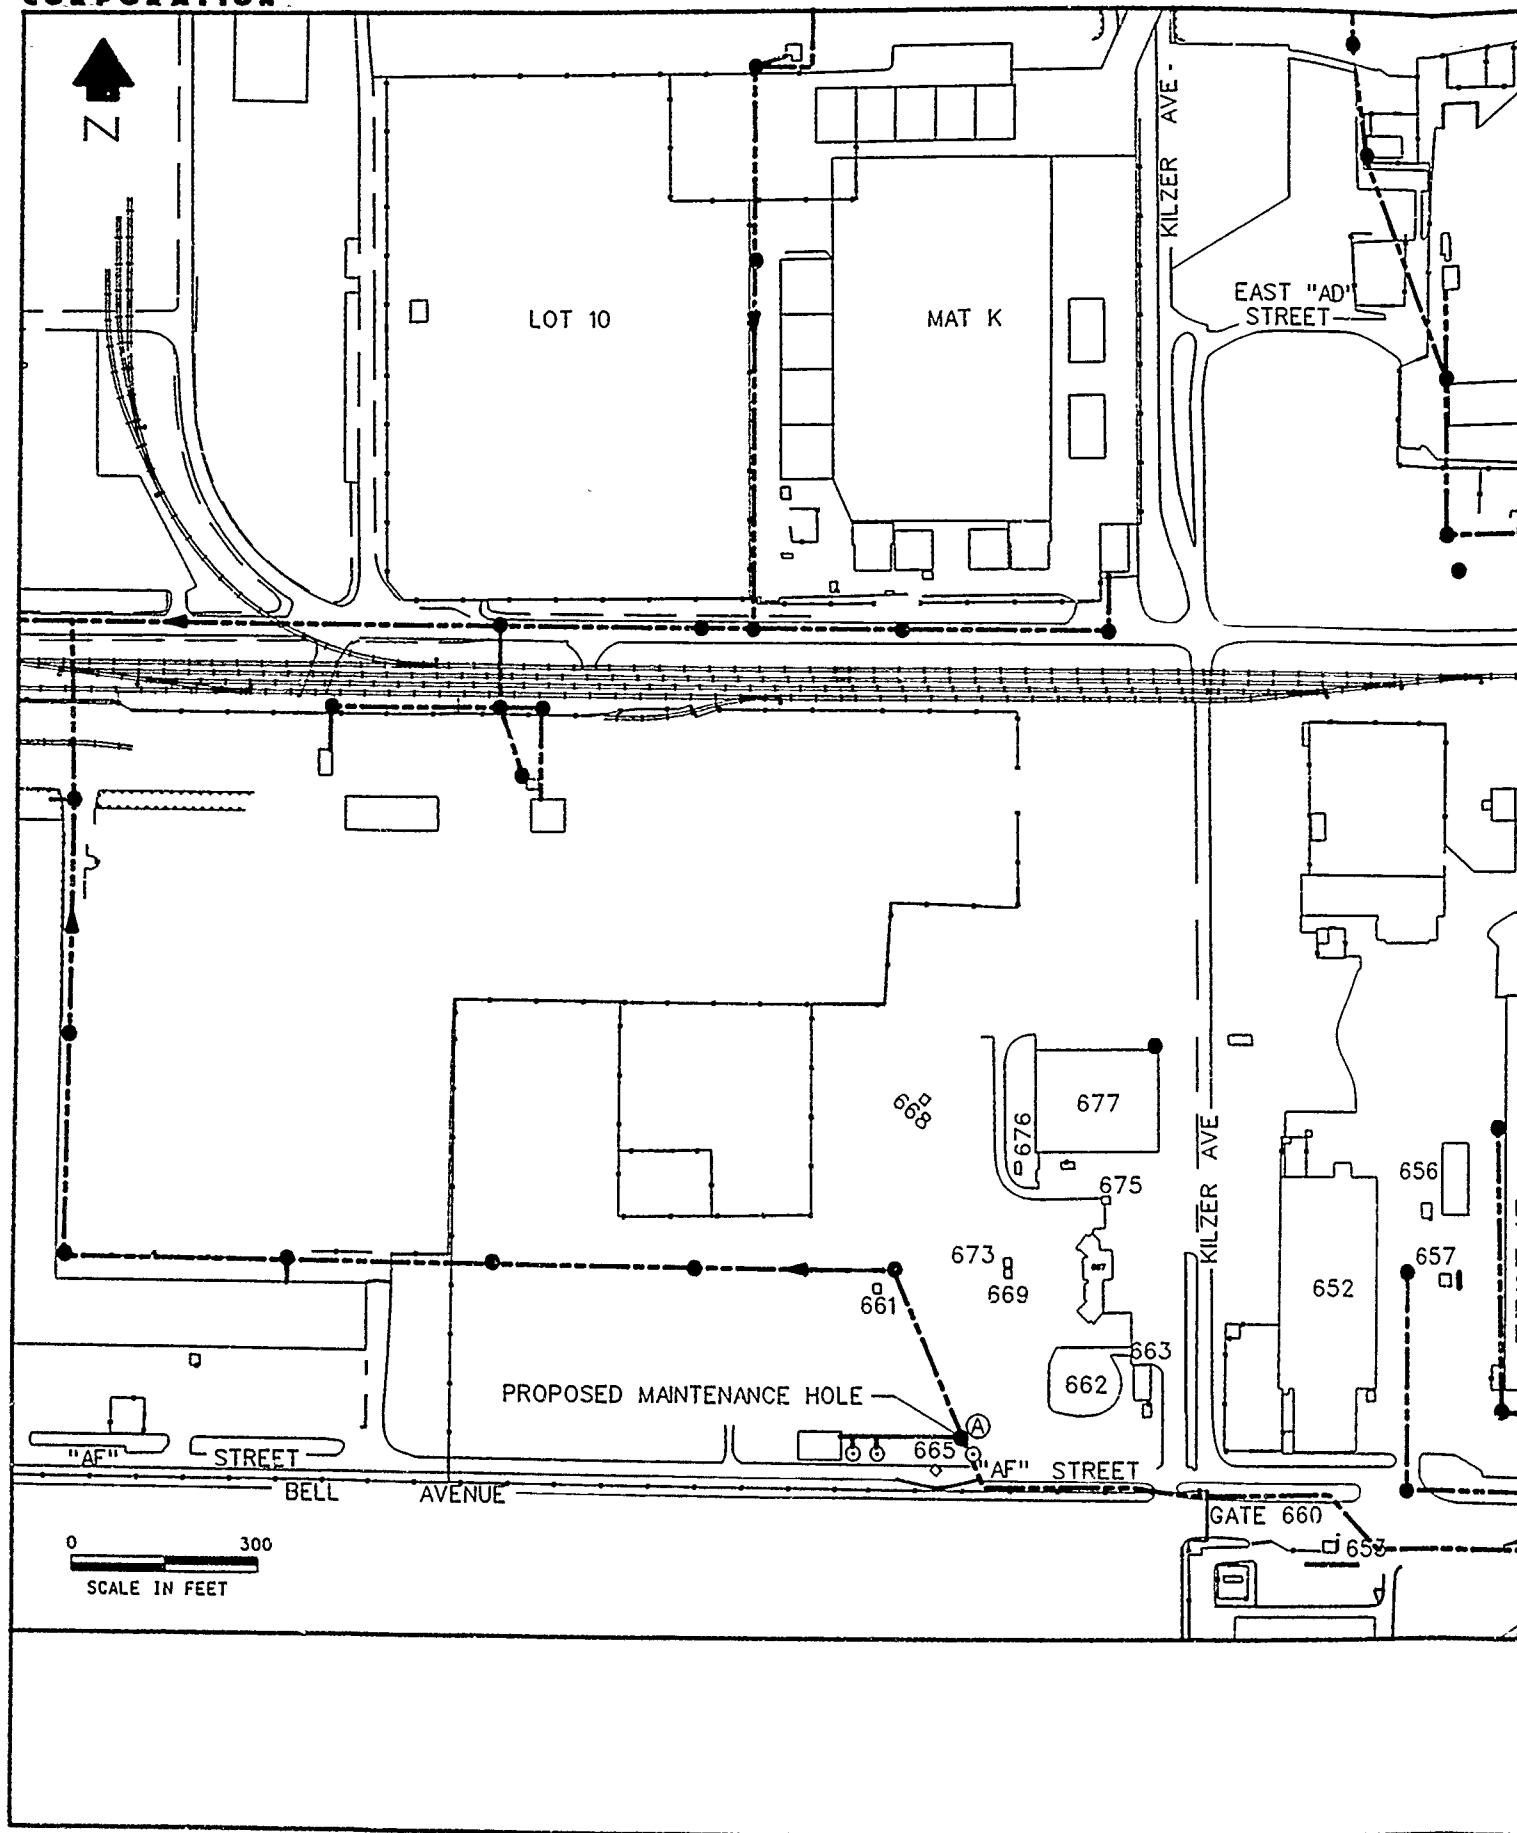 CORPORATION
N
KILZER AVE.
EAST "AD"
STREET
LOT 10
MAT K
668
676
677
675
KILZER AVE
656
657
673
669
661
652
663
662
PROPOSED MAINTENANCE HOLE
A
665
"AF" STREET
"AF" STREET
BELL AVENUE
GATE 660
653
0 300
SCALE IN FEET